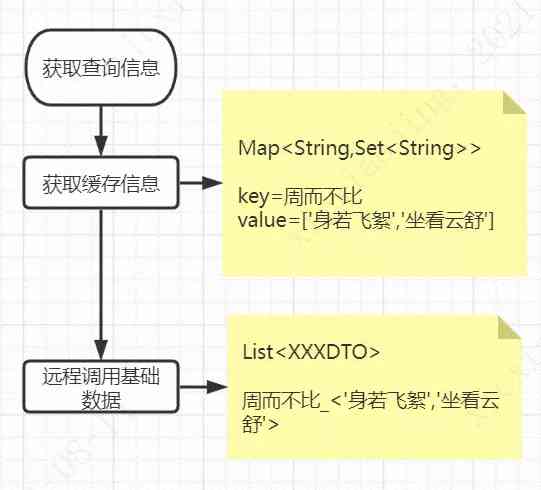 获取查询信息
获取缓存信息
Map<String,Set<String>>
key=周而不比
value=['身若飞絮','坐看云舒']
远程调用基础
数据
List<XXXDTO>
周而不比_<'身若飞絮','坐看云
舒'>